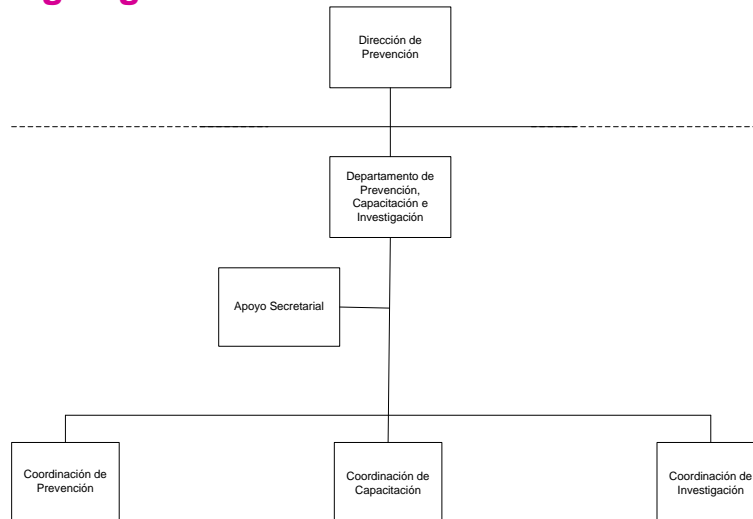 Dirección de
Prevención
Departamento de
Prevención,
Capacitación e
Investigación
Apoyo Secretarial
Coordinación de
Prevención
Coordinación de
Capacitación
Coordinación de
Investigación